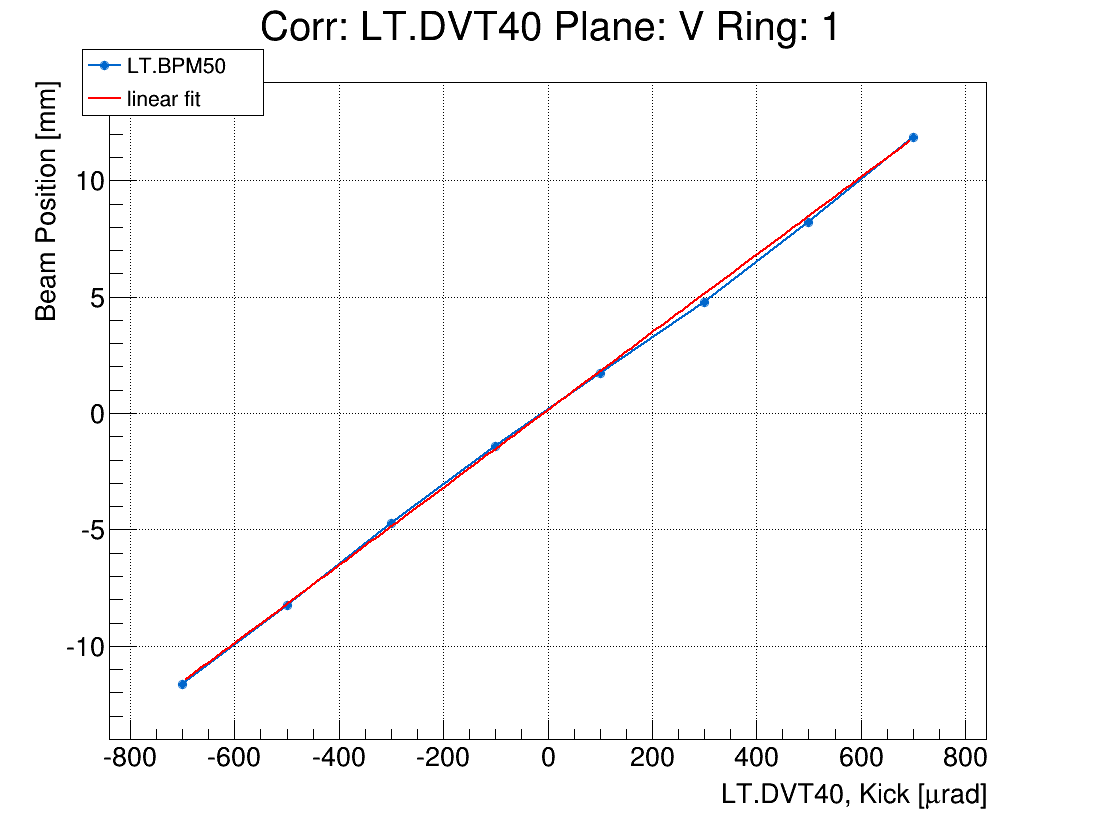 Corr: LT.DVT40 Plane: V Ring: 1
LT.BPM50
linear fit
Beam Position [mm]
10
5
0
-5
-10
-800 -600 -400 -200 0 200 400 600 800
LT.DVT40, Kick [μrad]